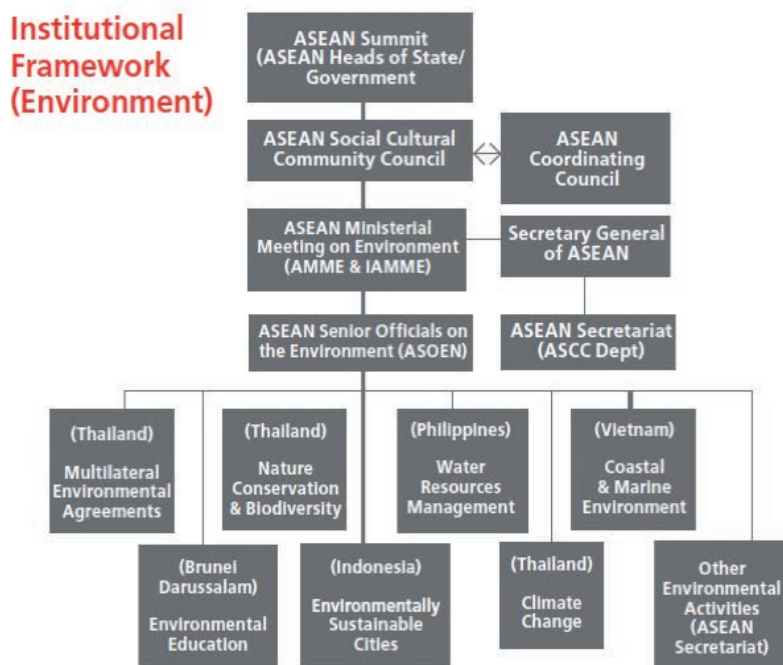 Institutional
Framework
(Environment)
ASEAN Summit
(ASEAN Heads of State/
Government
ASEAN Social Cultural
Community Council
ASEAN
Coordinating
Council
ASEAN Ministerial
Meeting on Environment
(AMME & IAMME)
Secretary General
of ASEAN
ASEAN Senior Officials on
the Environment (ASOEN)
ASEAN Secretariat
(ASCC Dept)
(Thailand)
Multilateral
Environmental
Agreements
(Thailand)
Nature
Conservation
& Biodiversity
(Philippines)
Water
Resources
Management
(Vietnam)
Coastal
& Marine
Environment
(Brunei
Darussalam)
Environmental
Education
(Indonesia)
Environmentally
Sustainable
Cities
(Thailand)
Climate
Change
Other
Environmental
Activities
(ASEAN
Secretariat)